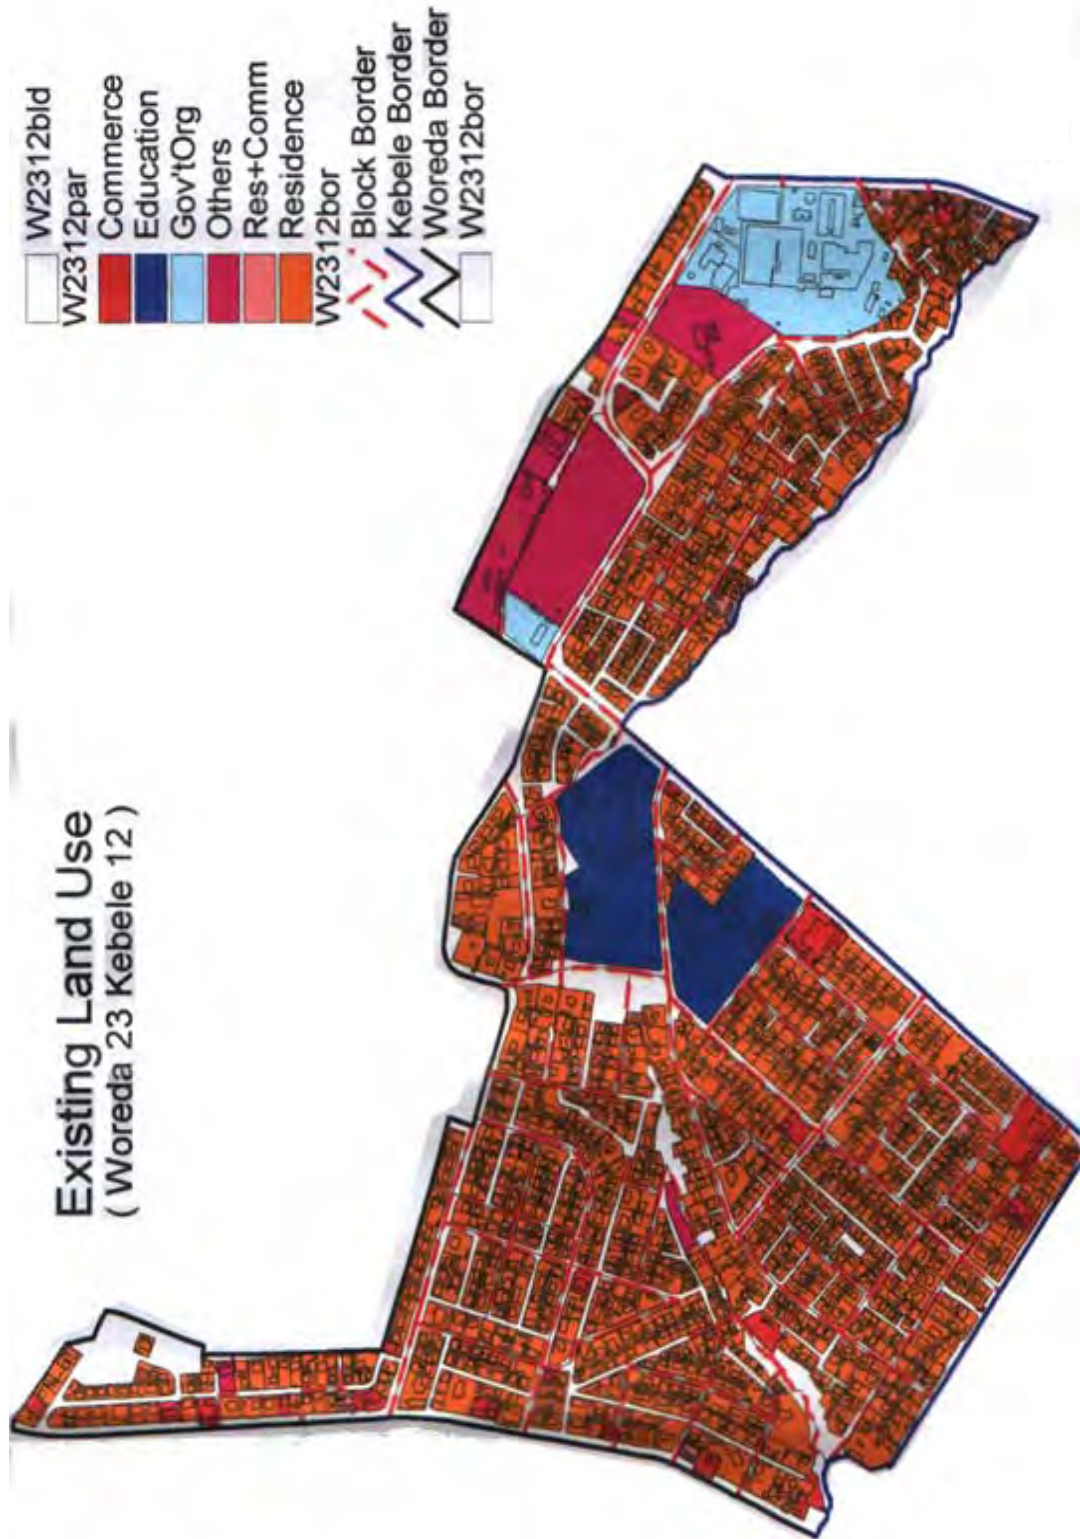 Existing Land Use
( Woreda 23 Kebele 12 )
W2312bld
W2312par
Commerce
Education
Gov'tOrg
Others
Res+Comm
Residence
W2312bor
Block Border
Kebele Border
Woreda Border
W2312bor